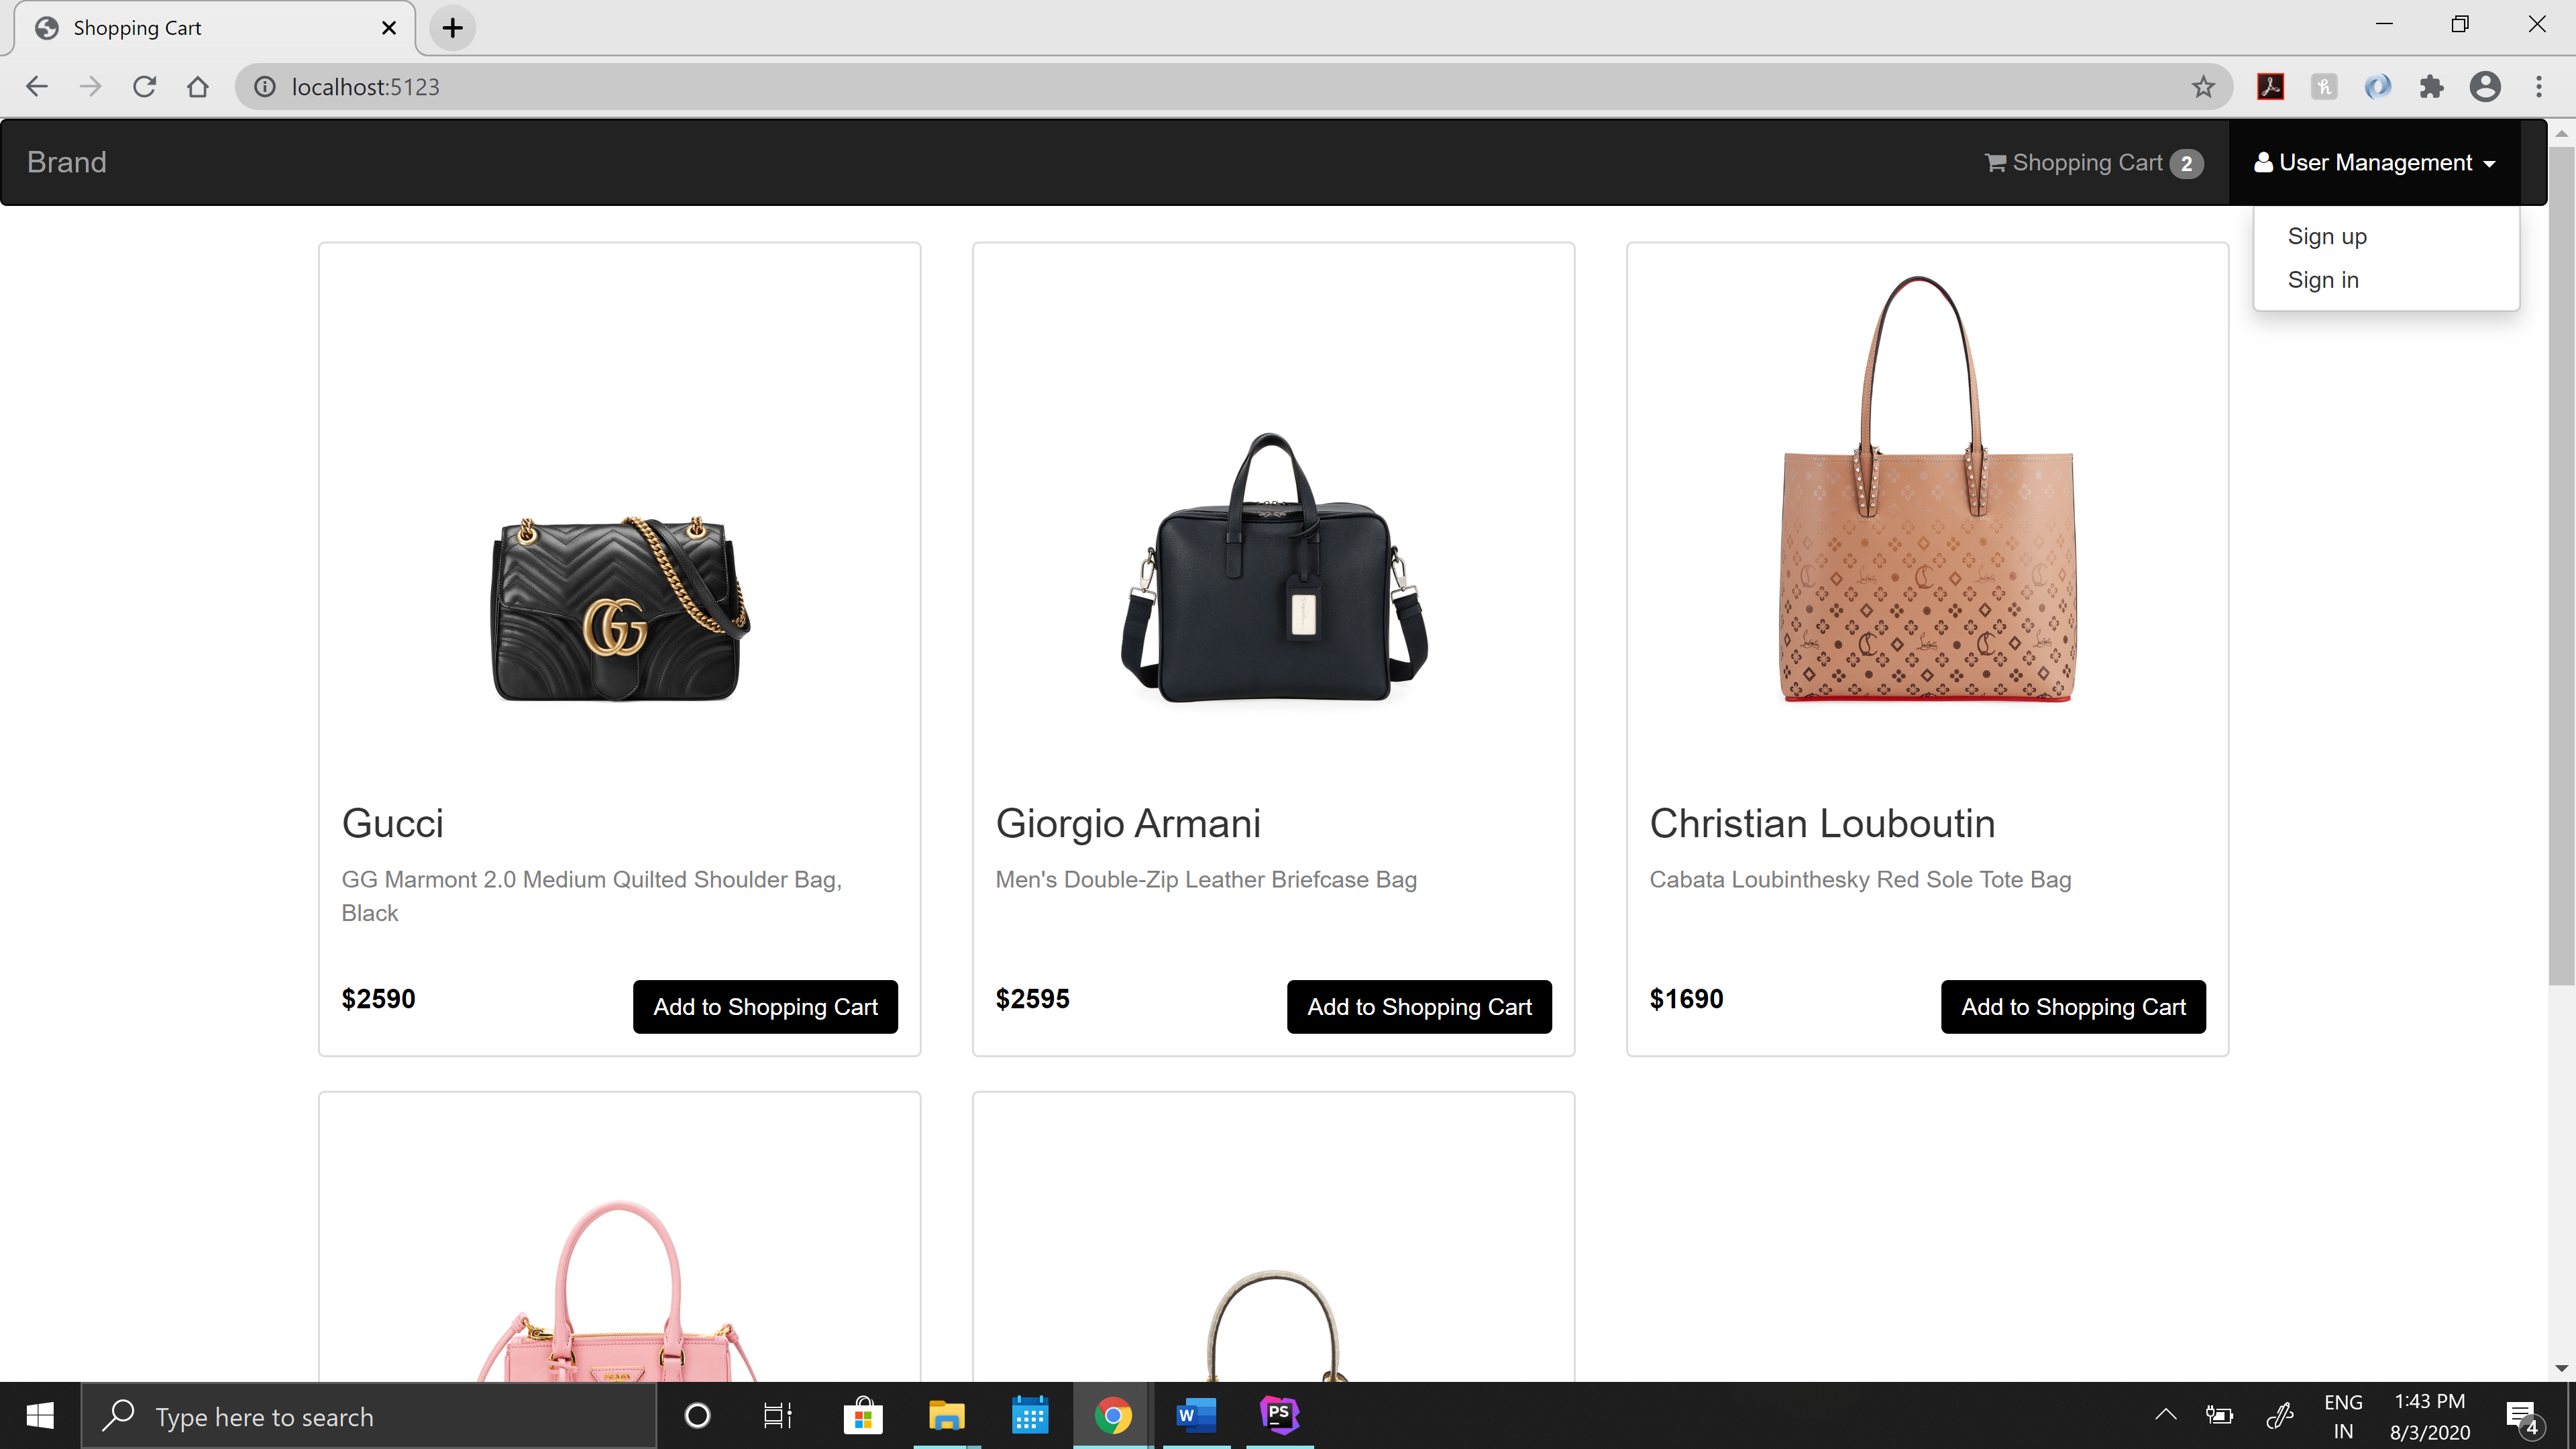 Shopping Cart
localhost:5123
Brand
Shopping Cart 2
User Management
Sign up
Sign in
Gucci
GG Marmont 2.0 Medium Quilted Shoulder Bag,
Black
$2590
Add to Shopping Cart
Giorgio Armani
Men's Double-Zip Leather Briefcase Bag
$2595
Add to Shopping Cart
Christian Louboutin
Cabata Loubinthesky Red Sole Tote Bag
$1690
Add to Shopping Cart
PRADA
Type here to search
W
PS
ENG
IN
1:43 PM
8/3/2020
4